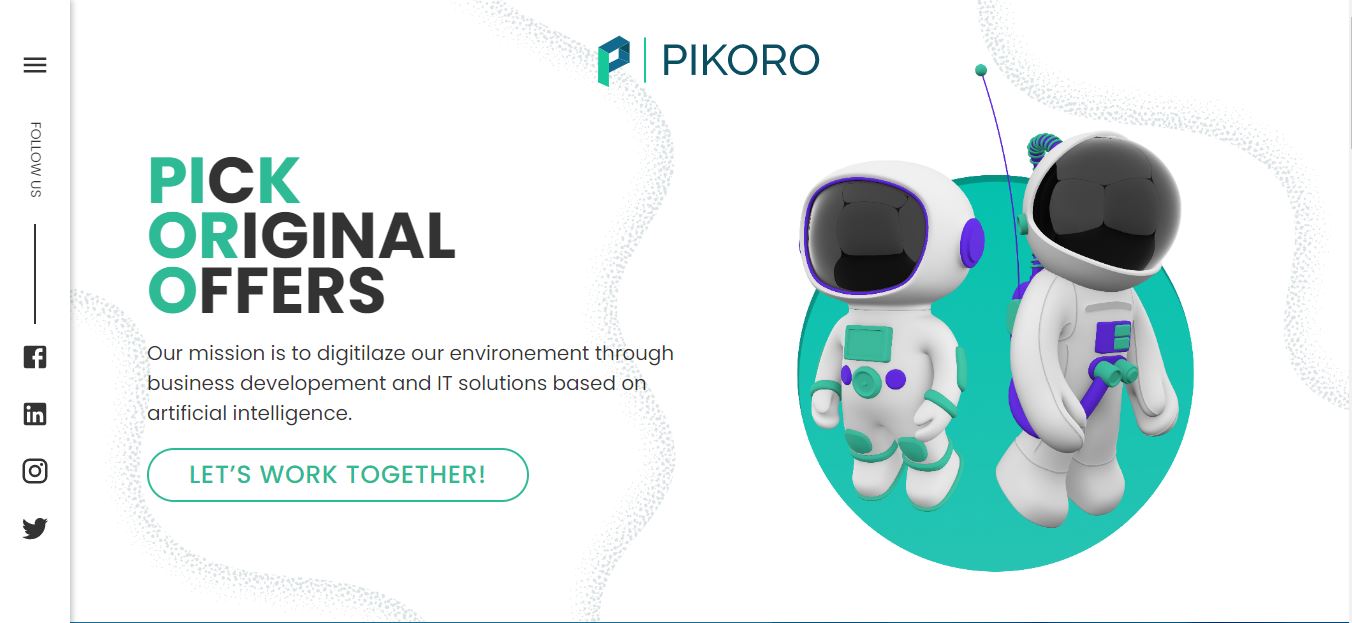 PIKORO
FOLLOW US
PICK
ORIGINAL
OFFERS
Our mission is to digitilaze our environement through
business developement and IT solutions based on
artificial intelligence.
LET’S WORK TOGETHER!